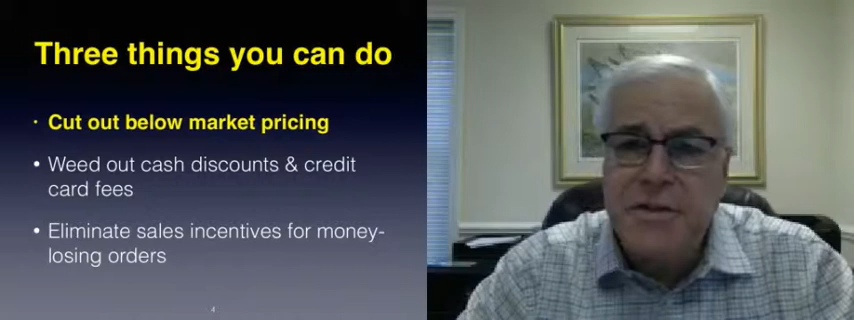 Three things you can do
· Cut out below market pricing
• Weed out cash discounts & credit
card fees
• Eliminate sales incentives for money-
losing orders
4